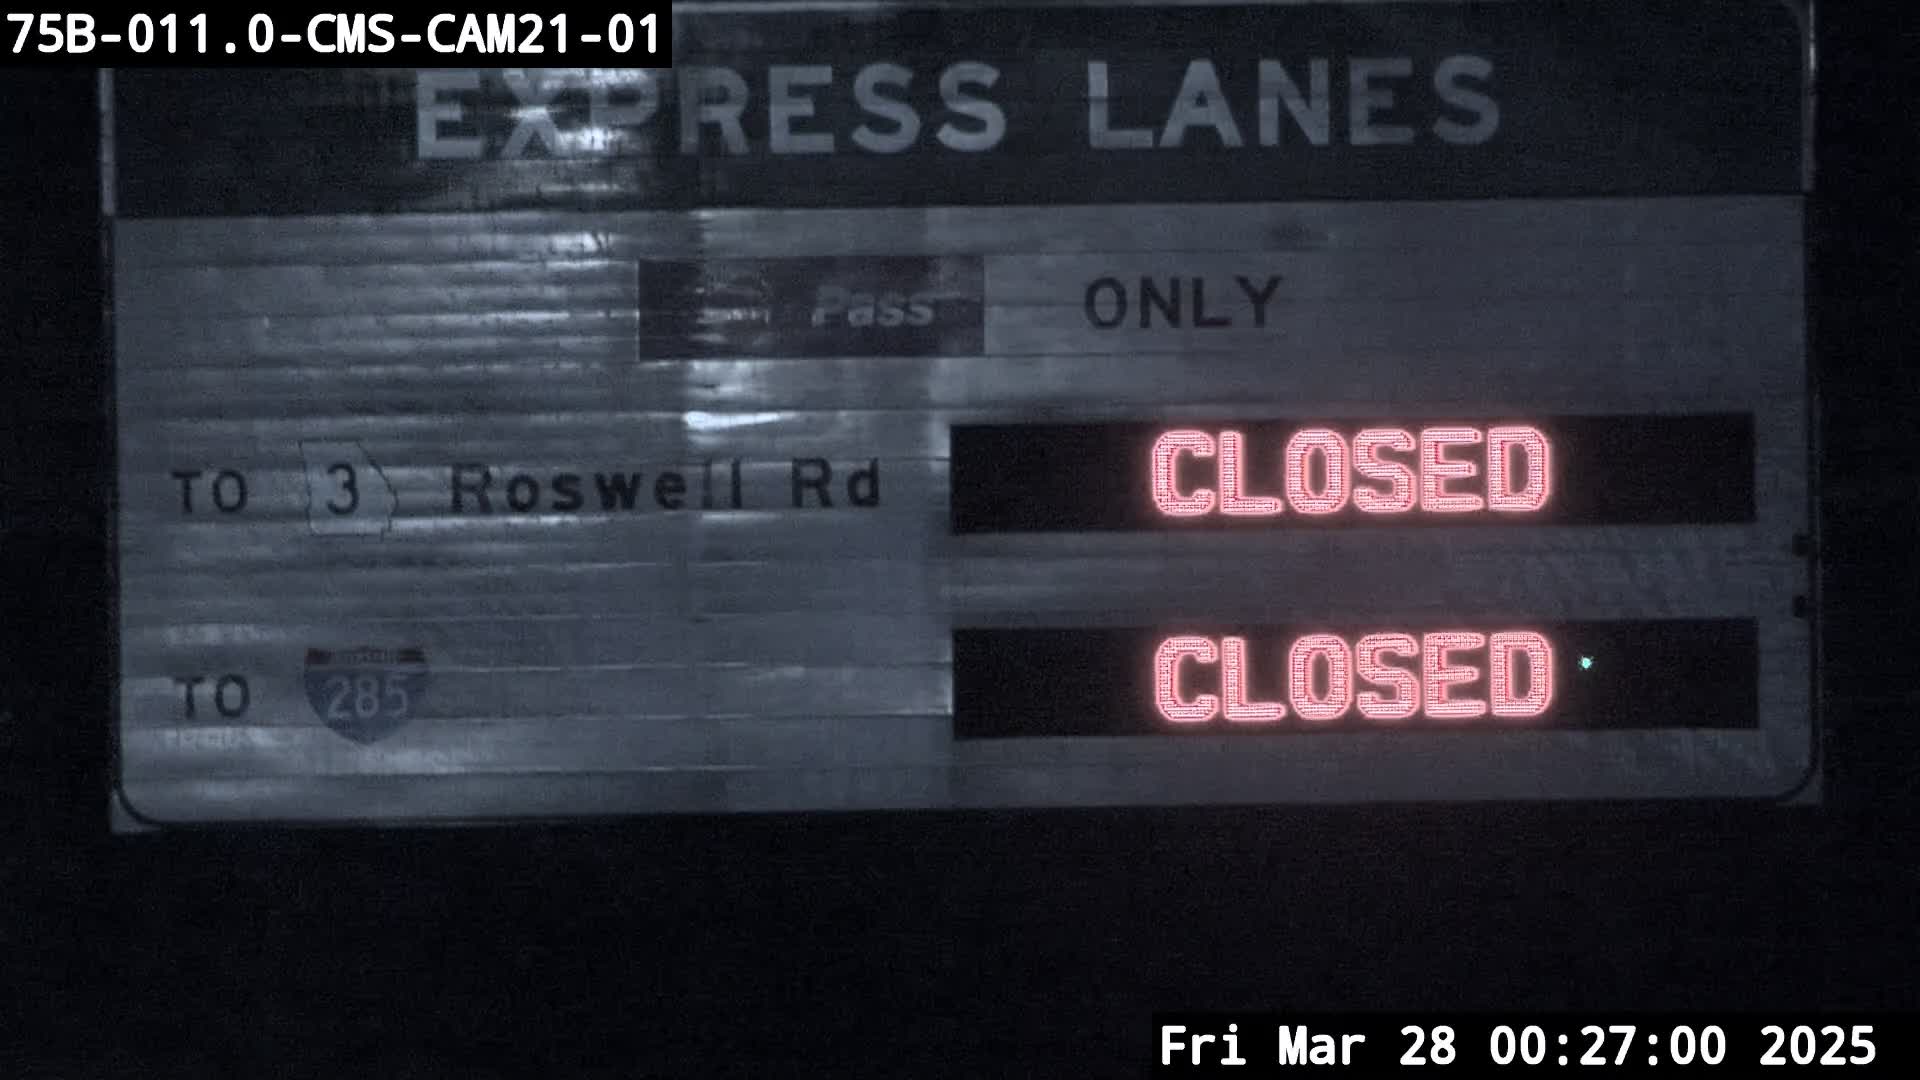 75B-011.0-CMS-CAM21-01
EXPRESS LANES
Pass ONLY
TO 3 Roswell Rd CLOSED
TO 285 CLOSED
Fri Mar 28 00:27:00 2025